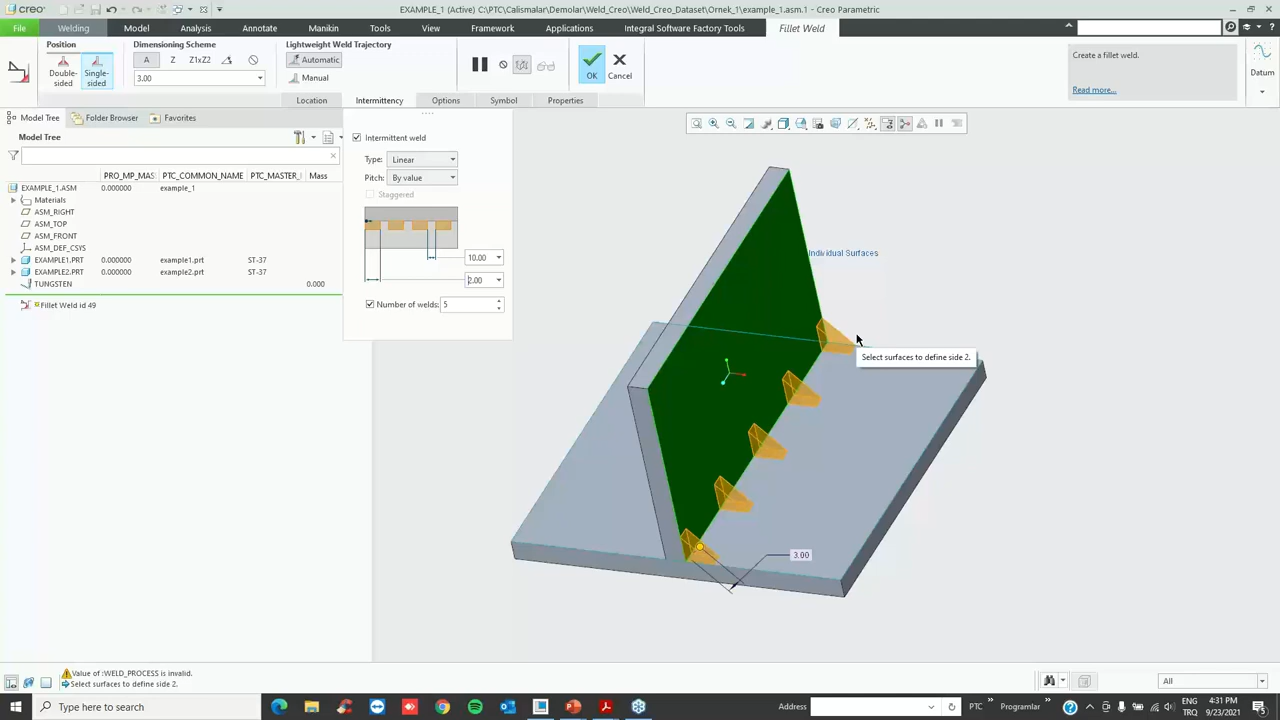 creo
EXAMPLE_1 (Active) C:\PTC\Calismalar\Demolar\Weld_Creo\Weld_Creo_Dataset\Ornek_1\example_1.asm.1 - Creo Parametric
File Welding Model Analysis Annotate Manikin Tools View Framework Applications Integral Software Factory Tools Fillet Weld
Position Dimensioning Scheme Lightweight Weld Trajectory
A Z Z1xZ2 Automatic
Double-sided Single-sided 3.00 Manual OK Cancel
Create a fillet weld.
Read more...
Datum
Location Intermittency Options Symbol Properties
Model Tree Folder Browser Favorites
Model Tree
PRO_MP_MAS PTC_COMMON_NAME PTC_MASTER_ Mass
EXAMPLE_1.ASM 0.000000 example_1
Materials
ASM_RIGHT
ASM_TOP
ASM_FRONT
ASM_DEF_CSYS
EXAMPLE1.PRT 0.000000 example1.prt ST-37
EXAMPLE2.PRT 0.000000 example2.prt ST-37
TUNGSTEN 0.000
Fillet Weld id 49
Intermittent weld
Type: Linear
Pitch: By value
Staggered
10.00
2.00
Number of welds: 5
Individual Surfaces
Select surfaces to define side 2.
3.00
Value of :WELD_PROCESS is invalid.
Select surfaces to define side 2.
All
Type here to search
Address
PTC
Programlar
ENG
TRQ
4:31 PM
9/23/2021